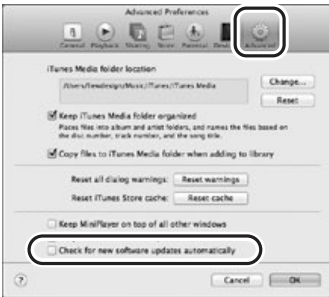 Advanced Preferences
General Playback Sharing Store Parental Devices Advanced
iTunes Media folder location
Change...
Reset
Keep iTunes Media folder organized
Places files into album and artist folders, and names the files based on
the disc number, track number, and the song title.
Copy files to iTunes Media folder when adding to library
Reset all dialog warnings: Reset warnings
Reset iTunes Store cache: Reset cache
Keep MiniPlayer on top of all other windows
Check for new software updates automatically
? Cancel OK